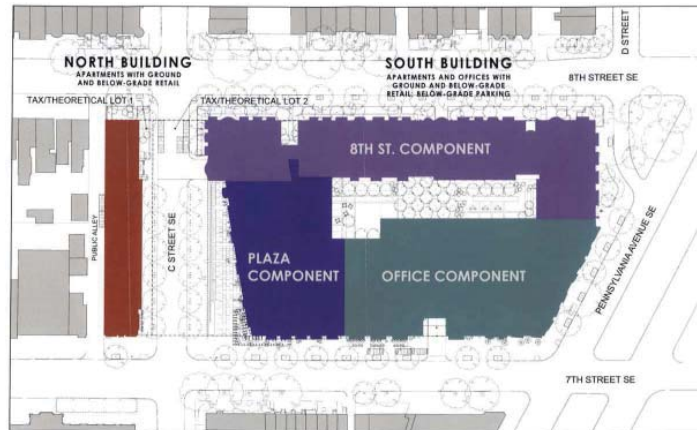 NORTH BUILDING
APARTMENTS WITH GROUND
AND BELOW-GRADE RETAIL
SOUTH BUILDING
APARTMENTS AND OFFICES WITH
GROUND AND BELOW-GRADE
RETAIL; BELOW-GRADE PARKING
D STREET
8TH STREET SE
TAX/THEORETICAL LOT 1
TAX/THEORETICAL LOT 2
8TH ST. COMPONENT
PUBLIC ALLEY
C STREET SE
PLAZA
COMPONENT
OFFICE COMPONENT
PENNSYLVANIA AVENUE SE
7TH STREET SE